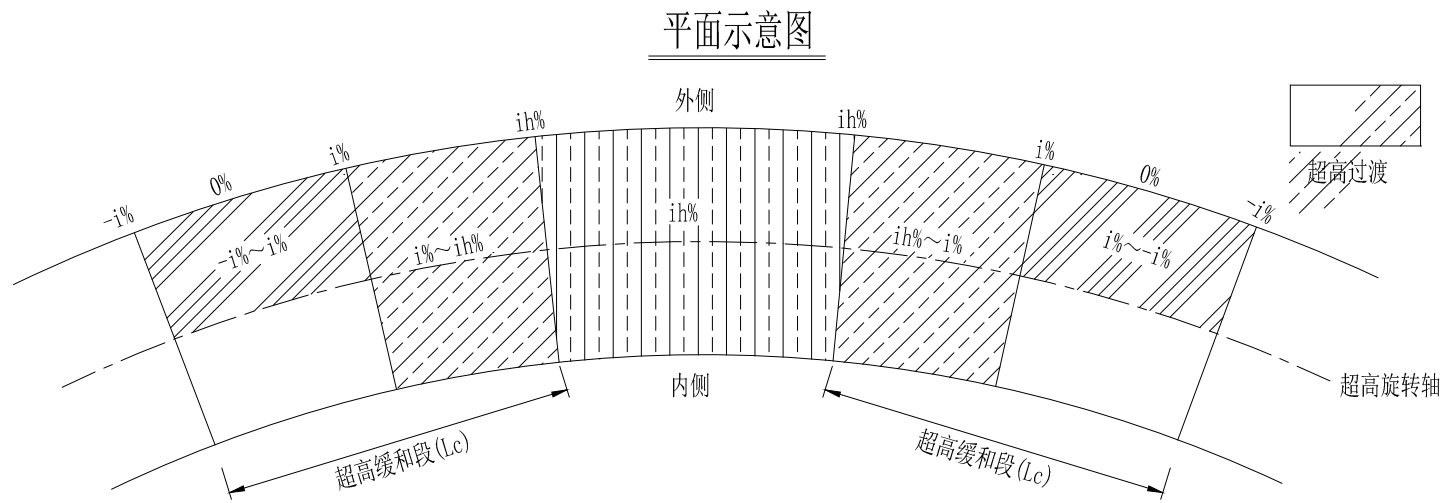 平面示意图
外侧
ih%
ih%
i%
i%
超高过渡
0%
0%
-i%
-i%
ih%
-i%~i%
i%~ih%
ih%~i%
i%~-i%
内侧
超高旋转轴
超高缓和段(Lc)
超高缓和段(Lc)